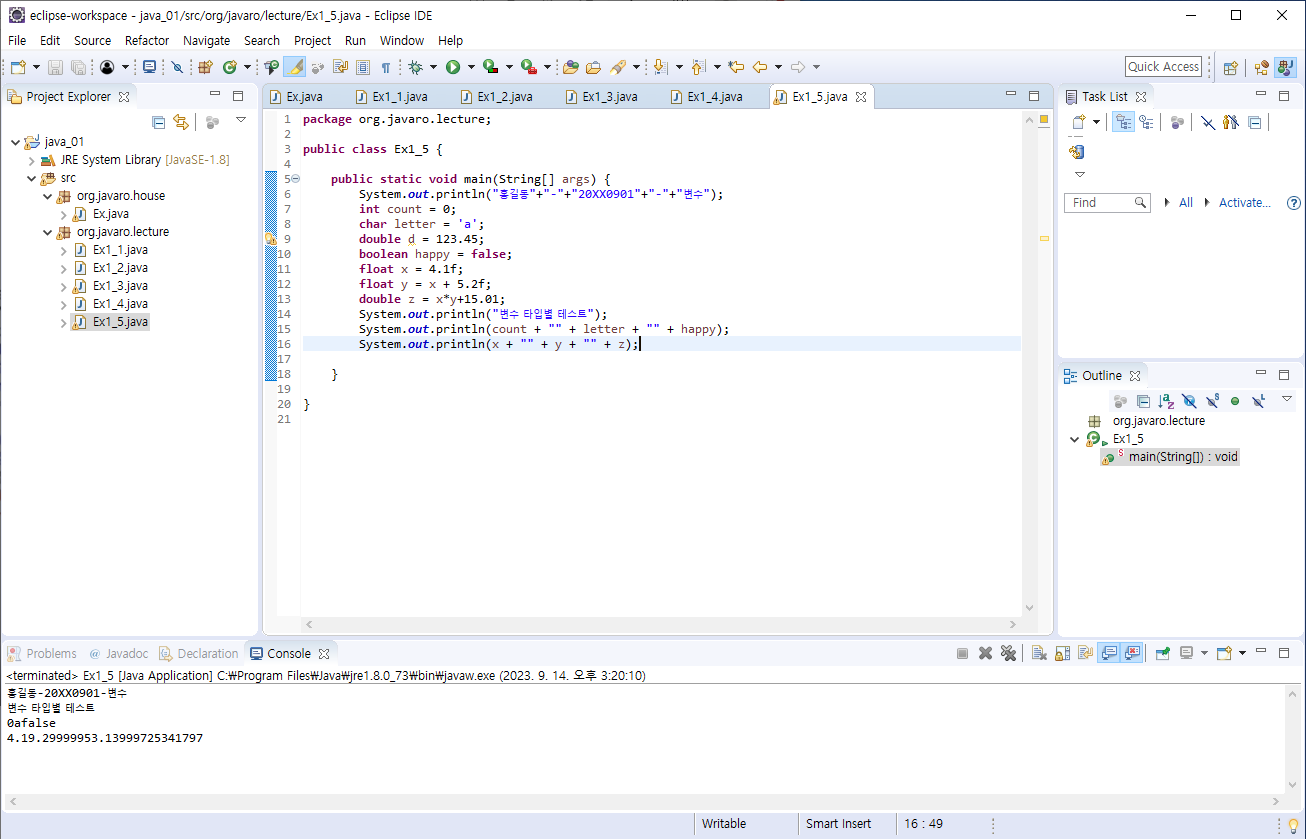 eclipse-workspace - java_01/src/org/javaro/lecture/Ex1_5.java - Eclipse IDE
File Edit Source Refactor Navigate Search Project Run Window Help
Quick Access
Project Explorer
java_01
JRE System Library [JavaSE-1.8]
src
org.javaro.house
Ex.java
org.javaro.lecture
Ex1_1.java
Ex1_2.java
Ex1_3.java
Ex1_4.java
Ex1_5.java
Ex.java Ex1_1.java Ex1_2.java Ex1_3.java Ex1_4.java Ex1_5.java
1 package org.javaro.lecture;
2
3 public class Ex1_5 {
4
5 public static void main(String[] args) {
6 System.out.println("홍길동"+"-"+"20XX0901"+"-"+"변수");
7 int count = 0;
8 char letter = 'a';
9 double d = 123.45;
10 boolean happy = false;
11 float x = 4.1f;
12 float y = x + 5.2f;
13 double z = x*y+15.01;
14 System.out.println("변수 타입별 테스트");
15 System.out.println(count + "" + letter + "" + happy);
16 System.out.println(x + "" + y + "" + z);
17
18 }
19
20 }
21
Task List
Find All Activate...
Outline
org.javaro.lecture
Ex1_5
main(String[]) : void
Problems Javadoc Declaration Console
<terminated> Ex1_5 [Java Application] C:₩Program Files₩Java₩jre1.8.0_73₩bin₩javaw.exe (2023. 9. 14. 오후 3:20:10)
홍길동-20XX0901-변수
변수 타입별 테스트
0afalse
4.19.29999953.13999725341797
Writable Smart Insert 16 : 49